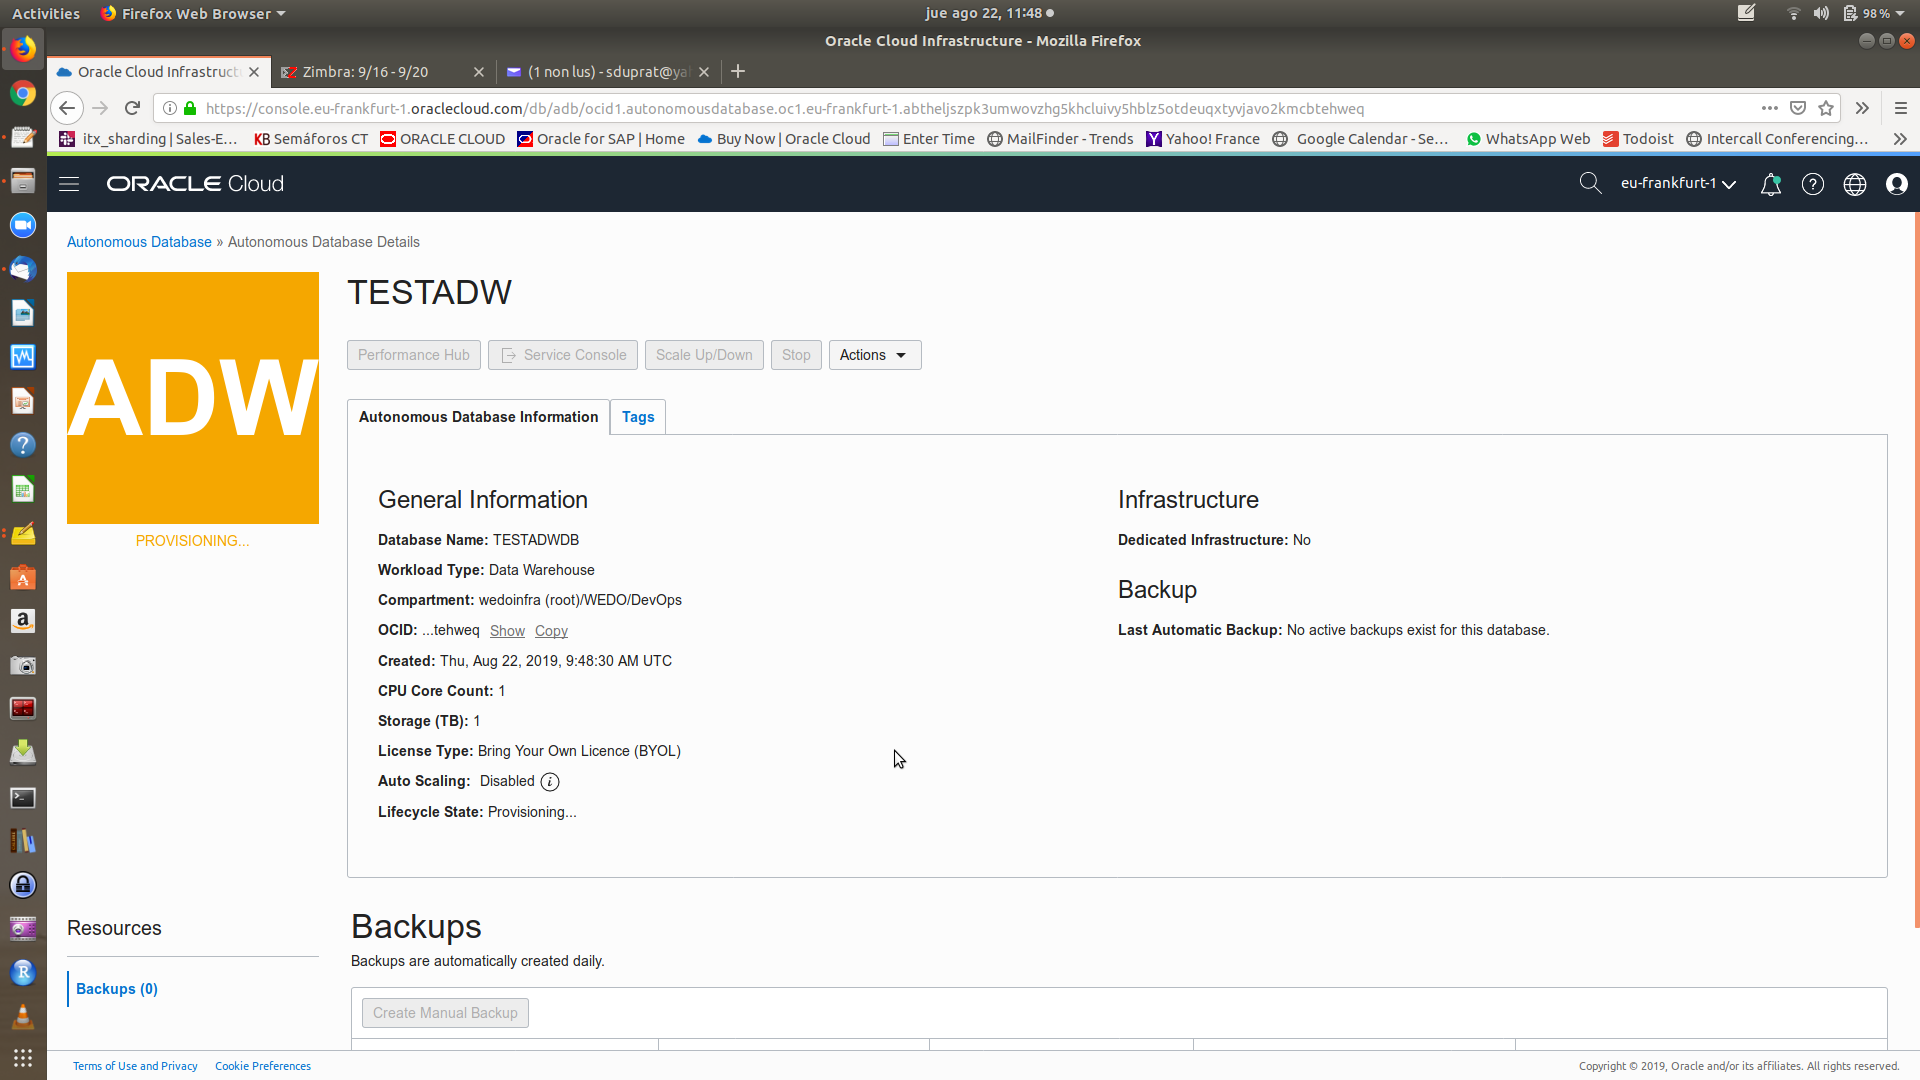 Activities Firefox Web Browser jue ago 22, 11:48 98%
Oracle Cloud Infrastructure - Mozilla Firefox
Oracle Cloud Infrastruct Zimbra: 9/16 - 9/20 (1 non lus) - sduprat@ya
https://console.eu-frankfurt-1.oraclecloud.com/db/adb/ocid1.autonomousdatabase.oc1.eu-frankfurt-1.abtheljszpk3umwovzhg5khcluivy5hblz5otdeuqxtyvjavo2kmcbtehweq
itx_sharding | Sales-E... KB Semáforos CT ORACLE CLOUD Oracle for SAP | Home Buy Now | Oracle Cloud Enter Time MailFinder - Trends Yahoo! France Google Calendar - Se... WhatsApp Web Todoist Intercall Conferencing...
ORACLE Cloud eu-frankfurt-1
Autonomous Database » Autonomous Database Details
ADW
PROVISIONING...
TESTADW
Performance Hub Service Console Scale Up/Down Stop Actions
Autonomous Database Information Tags
General Information
Database Name: TESTADWDB
Workload Type: Data Warehouse
Compartment: wedoinfra (root)/WEDO/DevOps
OCID: ...tehweq Show Copy
Created: Thu, Aug 22, 2019, 9:48:30 AM UTC
CPU Core Count: 1
Storage (TB): 1
License Type: Bring Your Own Licence (BYOL)
Auto Scaling: Disabled
Lifecycle State: Provisioning...
Infrastructure
Dedicated Infrastructure: No
Backup
Last Automatic Backup: No active backups exist for this database.
Resources
Backups (0)
Backups
Backups are automatically created daily.
Create Manual Backup
Terms of Use and Privacy Cookie Preferences Copyright © 2019, Oracle and/or its affiliates. All rights reserved.